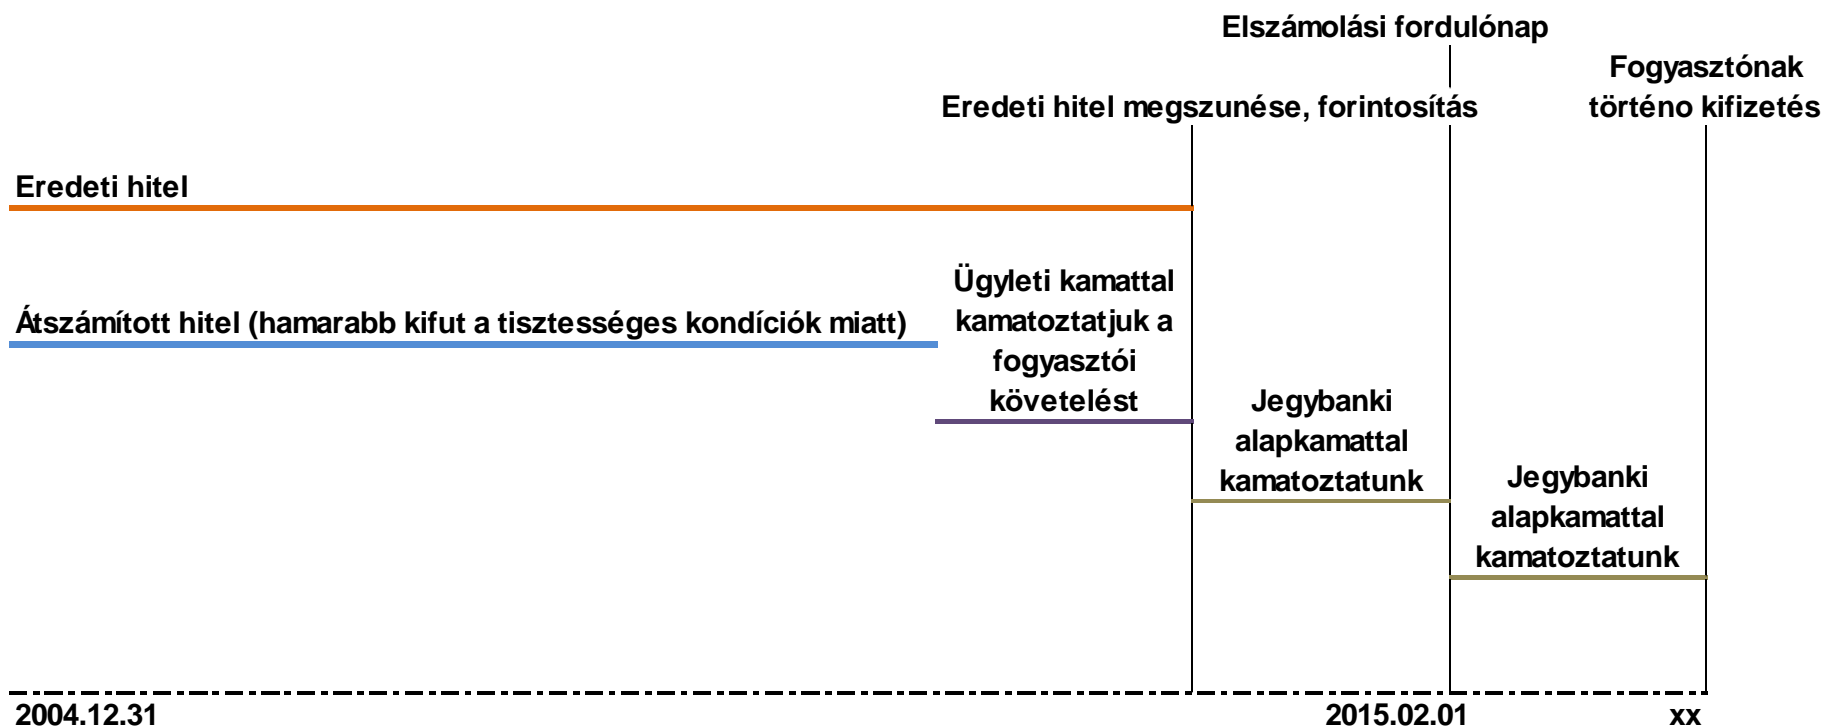 Elszámolási fordulónap
Fogyasztónak
Eredeti hitel megszunése, forintosítás
történo kifizetés
Eredeti hitel
Ügyleti kamattal
Átszámított hitel (hamarabb kifut a tisztességes kondíciók miatt)
kamatoztatjuk a
fogyasztói
követelést
Jegybanki
alapkamattal
kamatoztatunk
Jegybanki
alapkamattal
kamatoztatunk
2004.12.31
2015.02.01
xx